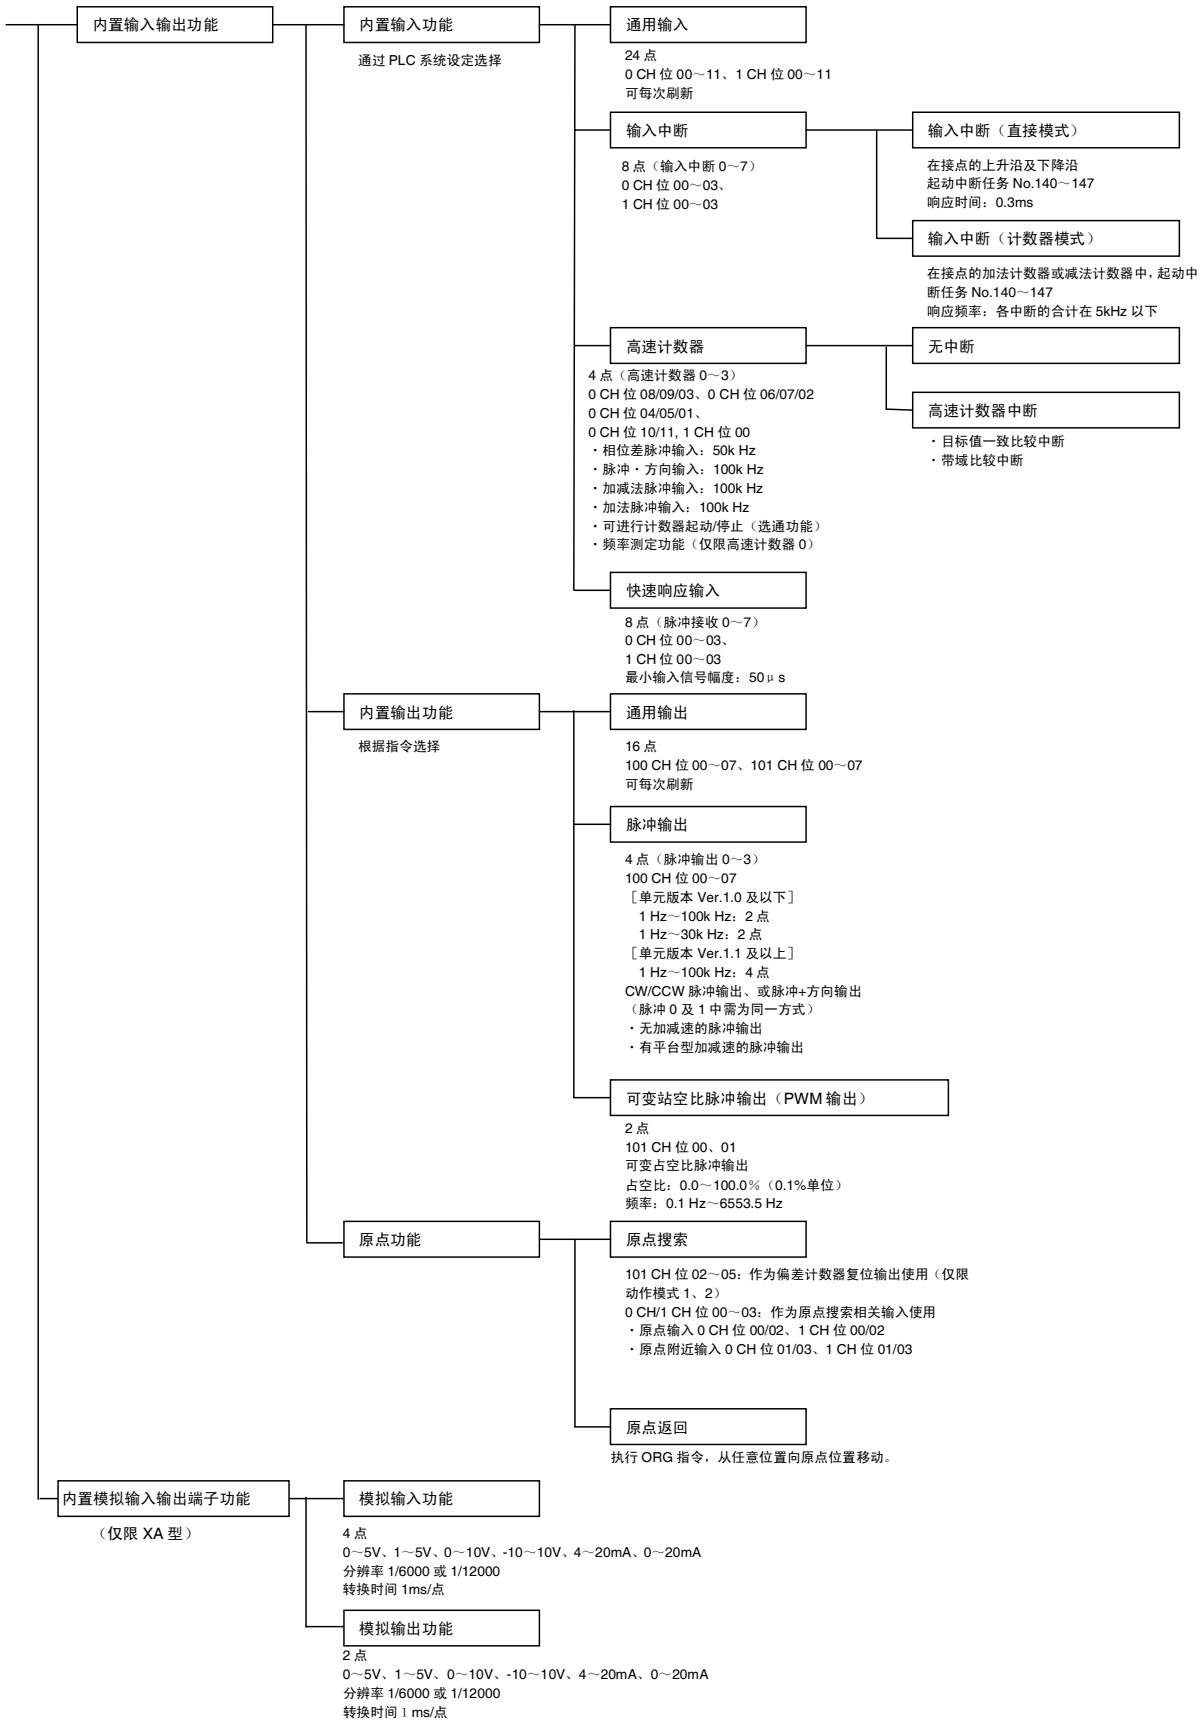 内置输入输出功能
内置输入功能
通过 PLC 系统设定选择
通用输入
24 点
0 CH 位 00～11、1 CH 位 00～11
可每次刷新
输入中断
8 点（输入中断 0～7）
0 CH 位 00～03、
1 CH 位 00～03
输入中断（直接模式）
在接点的上升沿及下降沿
起动中断任务 No.140～147
响应时间：0.3ms
输入中断（计数器模式）
在接点的加法计数器或减法计数器中，起动中
断任务 No.140～147
响应频率：各中断的合计在 5kHz 以下
高速计数器
4 点（高速计数器 0～3）
0 CH 位 08/09/03、0 CH 位 06/07/02
0 CH 位 04/05/01、
0 CH 位 10/11, 1 CH 位 00
・相位差脉冲输入：50k Hz
・脉冲・方向输入：100k Hz
・加减法脉冲输入：100k Hz
・加法脉冲输入：100k Hz
・可进行计数器起动/停止（选通功能）
・频率测定功能（仅限高速计数器 0）
无中断
高速计数器中断
・目标值一致比较中断
・带域比较中断
快速响应输入
8 点（脉冲接收 0～7）
0 CH 位 00～03、
1 CH 位 00～03
最小输入信号幅度：50μs
内置输出功能
根据指令选择
通用输出
16 点
100 CH 位 00～07、101 CH 位 00～07
可每次刷新
脉冲输出
4 点（脉冲输出 0～3）
100 CH 位 00～07
［单元版本 Ver.1.0 及以下］
1 Hz～100k Hz：2 点
1 Hz～30k Hz：2 点
［单元版本 Ver.1.1 及以上］
1 Hz～100k Hz：4 点
CW/CCW 脉冲输出、或脉冲+方向输出
（脉冲 0 及 1 中需为同一方式）
・无加减速的脉冲输出
・有平台型加减速的脉冲输出
可变站空比脉冲输出（PWM 输出）
2 点
101 CH 位 00、01
可变占空比脉冲输出
占空比：0.0～100.0％（0.1%单位）
频率：0.1 Hz～6553.5 Hz
原点功能
原点搜索
101 CH 位 02～05：作为偏差计数器复位输出使用（仅限
动作模式 1、2）
0 CH/1 CH 位 00～03：作为原点搜索相关输入使用
・原点输入 0 CH 位 00/02、1 CH 位 00/02
・原点附近输入 0 CH 位 01/03、1 CH 位 01/03
原点返回
执行 ORG 指令，从任意位置向原点位置移动。
内置模拟输入输出端子功能
（仅限 XA 型）
模拟输入功能
4 点
0～5V、1～5V、0～10V、-10～10V、4～20mA、0～20mA
分辨率 1/6000 或 1/12000
转换时间 1ms/点
模拟输出功能
2 点
0～5V、1～5V、0～10V、-10～10V、4～20mA、0～20mA
分辨率 1/6000 或 1/12000
转换时间 1 ms/点